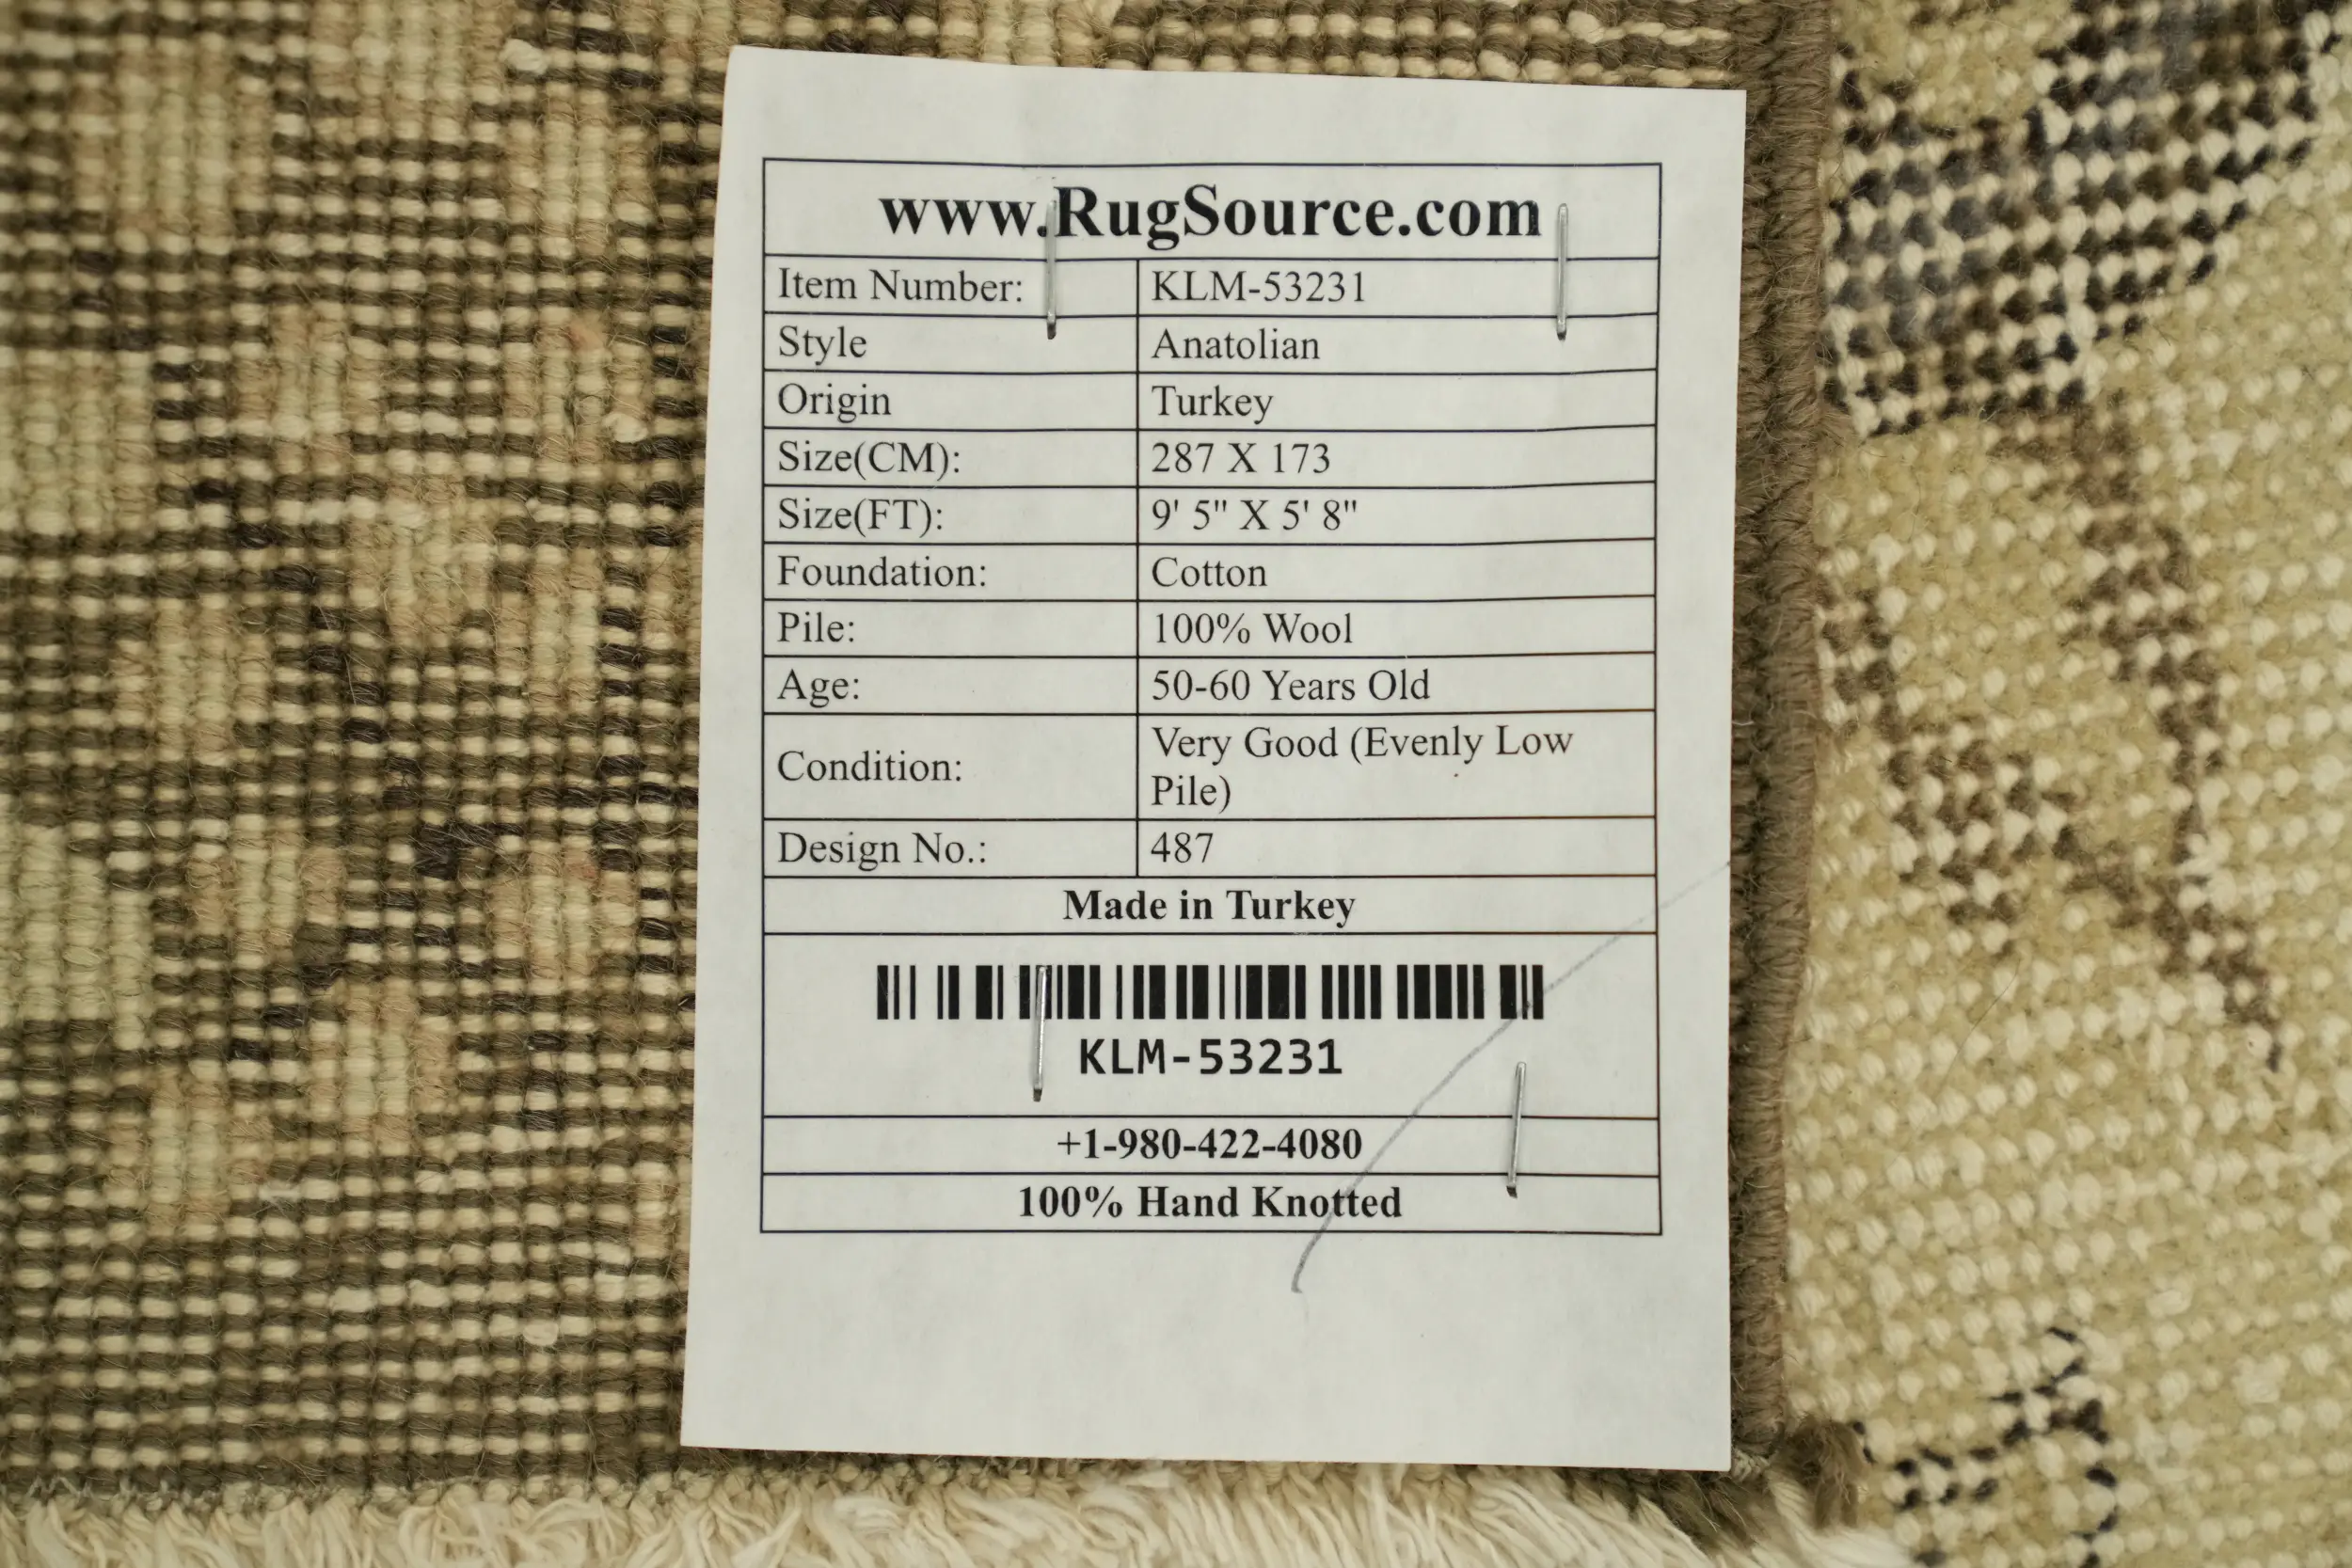 www.RugSource.com
Item Number: KLM-53231
Style Anatolian
Origin Turkey
Size(CM): 287 X 173
Size(FT): 9' 5" X 5' 8"
Foundation: Cotton
Pile: 100% Wool
Age: 50-60 Years Old
Condition: Very Good (Evenly Low
Pile)
Design No.: 487
Made in Turkey
KLM-53231
+1-980-422-4080
100% Hand Knotted